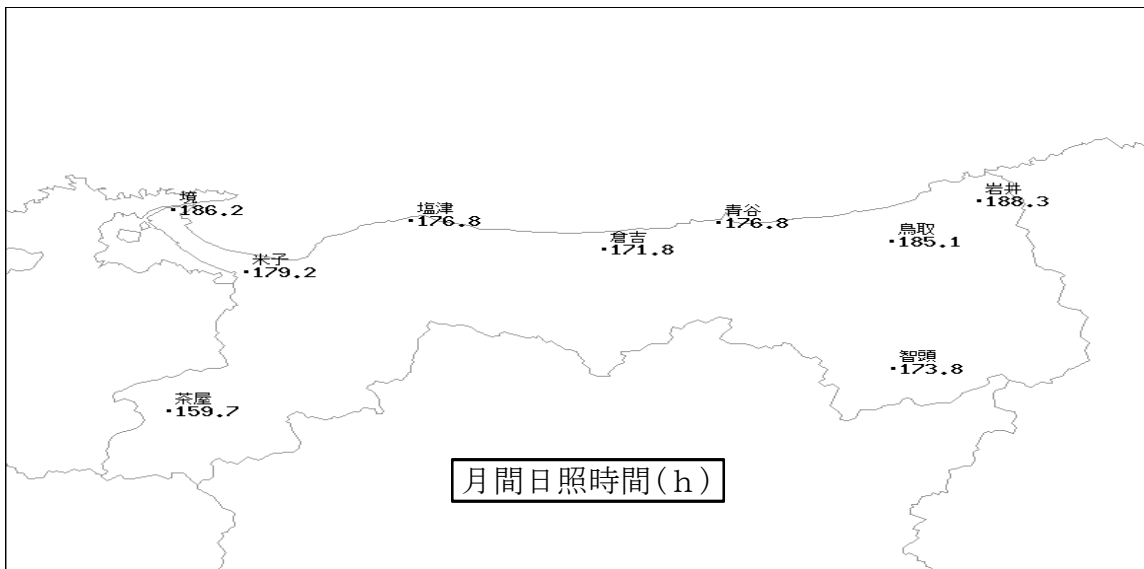 境
・186.2
塩津
・176.8
青谷
・176.8
岩井
・188.3
倉吉
・171.8
鳥取
・185.1
米子
・179.2
智頭
・173.8
茶屋
・159.7
月間日照時間(ｈ)